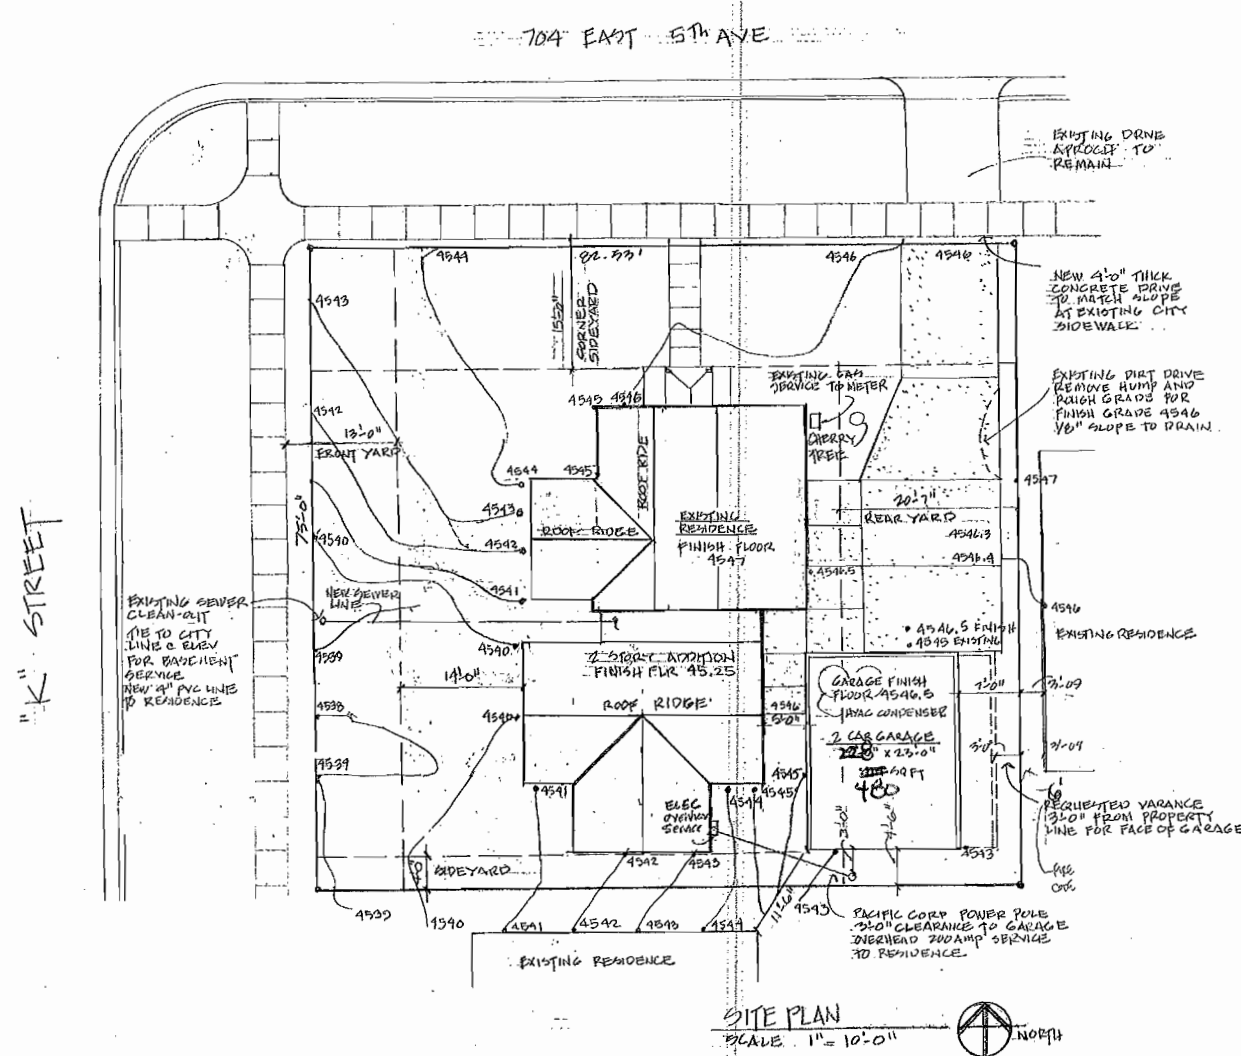 704 EAST 5TH AVE
EXISTING DRIVE
APROCH TO
REMAIN
4544
82.53'
4546
4546
4543
CORNER
SIDEYARD
NEW 4'-0" THICK
CONCRETE DRIVE
TO MATCH SLOPE
AT EXISTING CITY
SIDEWALK
EXISTING GAS
SERVICE TO METER
EXISTING DIRT DRIVE
REMOVE HUMP AND
ROUGH GRADE FOR
FINISH GRADE 4546
1/8" SLOPE TO DRAIN
4542
4545
4546
13'-0"
FRONT YARD
CHERRY
TREE
4544
4545
ROOF RIDE
4547
20'-7"
REAR YARD
4543
75'-0"
ROOF RIDGE
EXISTING
RESIDENCE
FINISH FLOOR
4547
4546.3
4540
4542
4546.4
4546.5
"K" STREET
NEW SEWER
LINE
4541
EXISTING SEWER
CLEAN-OUT
TIE TO CITY
LINE @ ELEV
FOR BASEMENT
SERVICE
NEW 4" PVC LINE
TO RESIDENCE
4546
EXISTING RESIDENCE
4546.5 FINISH
4545 EXISTING
4539
4540
2 STORY ADDITION
FINISH FLR 45.25
14'-0"
GARAGE FINISH
FLOOR 4546.5
HVAC CONDENSER
7'-0"
4538
4540
ROOF RIDGE
4546
5'-0"
2 CAR GARAGE
x 23'-0"
SQ FT
480
3'-0"
4539
4541
4544
4545
4545
ELEC
OVERHEAD
SERVICE
6'
REQUESTED VARANCE
3'-0" FROM PROPERTY
LINE FOR FACE OF GARAGE
3'-0"
4'-6"
SIDEYARD
4542
4543
4543
4539
4540
4541
4542
4543
4544
11'-6"
4543
PACIFIC CORP POWER POLE
3'-0" CLEARANCE TO GARAGE
OVERHEAD 200AMP SERVICE
TO RESIDENCE
EXISTING RESIDENCE
SITE PLAN
SCALE 1" = 10'-0"
NORTH